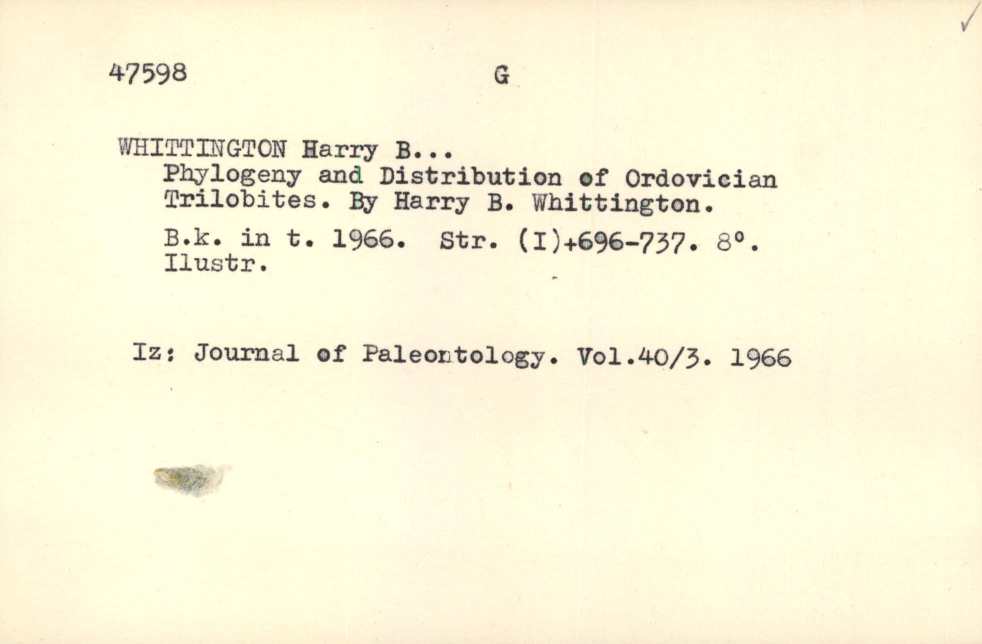 47598 G
WHITTINGTON Harry B...
Phylogeny and Distribution of Ordovician
Trilobites. By Harry B. Whittington.
B.k. in t. 1966. Str. (I)+696-737. 8°.
Ilustr.
Iz: Journal of Paleontology. Vol.40/3. 1966